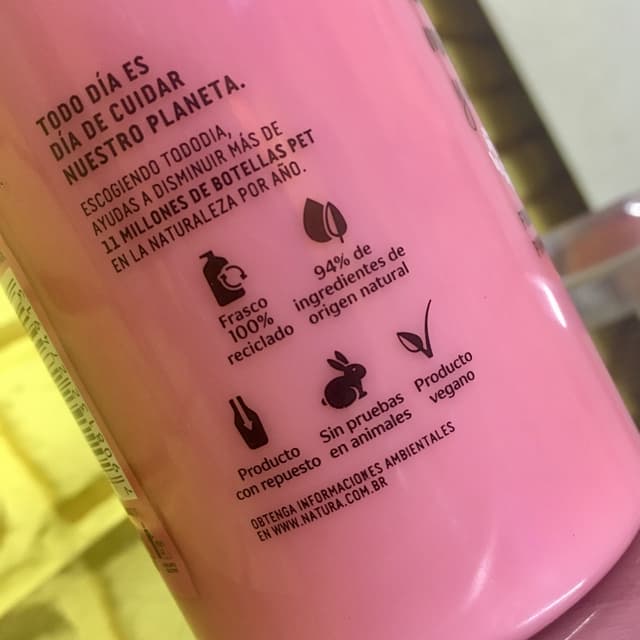 TODO DÍA ES
DÍA DE CUIDAR
NUESTRO PLANETA.
ESCOGIENDO TODODIA,
AYUDAS A DISMINUIR MÁS DE
11 MILLONES DE BOTELLAS PET
EN LA NATURALEZA POR AÑO.
Frasco
100%
reciclado
94% de
ingredientes de
origen natural
Producto
con repuesto
Sin pruebas
en animales
Producto
vegano
OBTENGA INFORMACIONES AMBIENTALES
EN WWW.NATURA.COM.BR